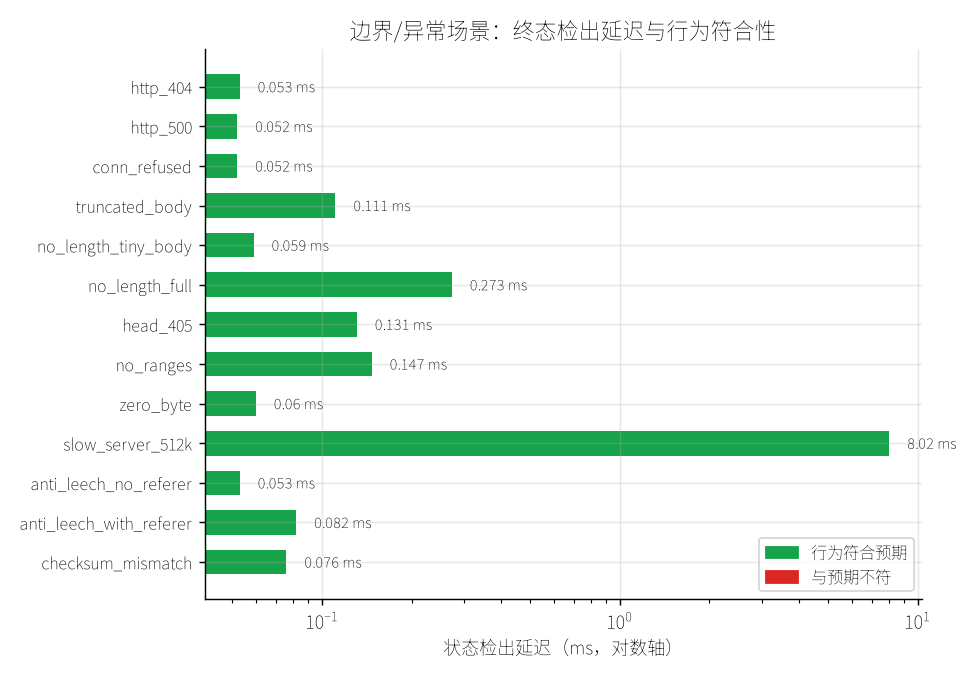 边界/异常场景：终态检出延迟与行为符合性
http_404 0.053 ms
http_500 0.052 ms
conn_refused 0.052 ms
truncated_body 0.111 ms
no_length_tiny_body 0.059 ms
no_length_full 0.273 ms
head_405 0.131 ms
no_ranges 0.147 ms
zero_byte 0.06 ms
slow_server_512k 8.02 ms
anti_leech_no_referer 0.053 ms
anti_leech_with_referer 0.082 ms
checksum_mismatch 0.076 ms
行为符合预期
与预期不符
10⁻¹ 10⁰ 10¹
状态检出延迟（ms，对数轴）